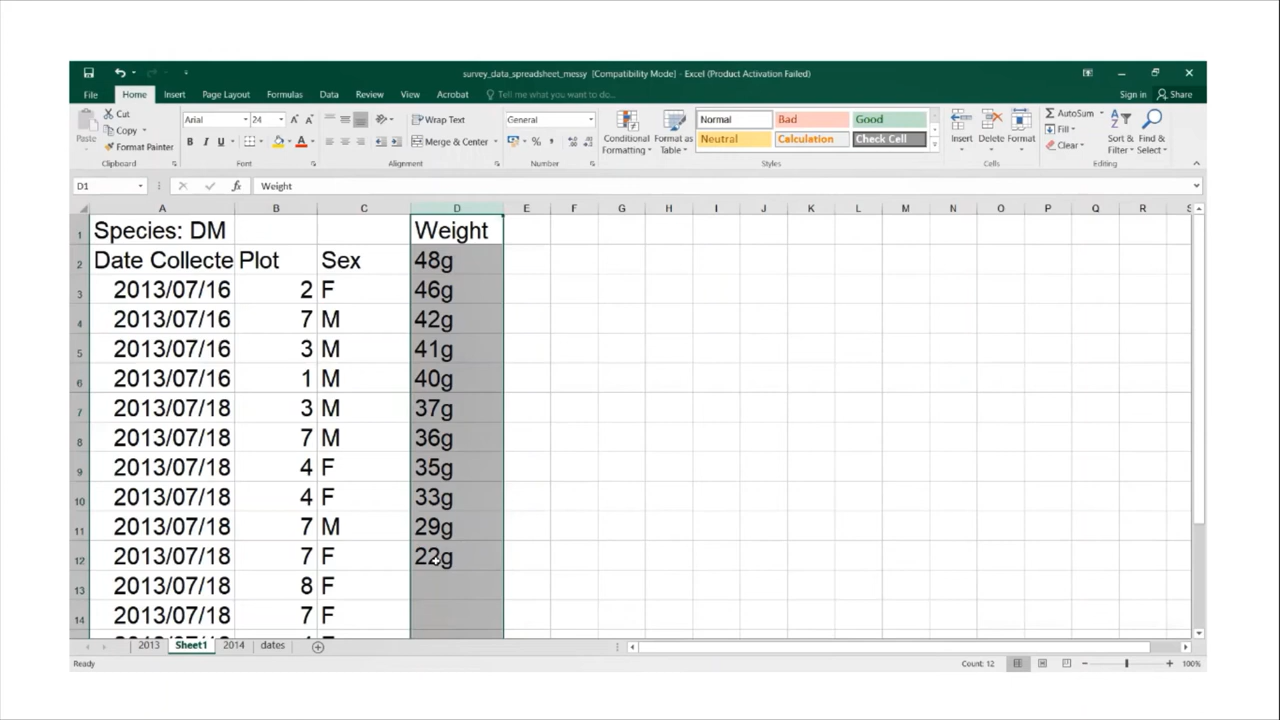 survey_data_spreadsheet_messy [Compatibility Mode] - Excel (Product Activation Failed)
File Home Insert Page Layout Formulas Data Review View Acrobat Tell me what you want to do... Sign in Share
Paste Cut Copy Format Painter Clipboard
Arial 24 A A B I U A Font
Wrap Text Merge & Center Alignment
General % , Number
Conditional Formatting Format as Table
Normal Bad Good
Neutral Calculation Check Cell
Styles
Insert Delete Format Cells
AutoSum Fill Clear Sort & Filter Find & Select Editing
D1 fx Weight
A B C D E F G H I J K L M N O P Q R S
1 Species: DM Weight
2 Date Collecte Plot Sex 48g
3 2013/07/16 2 F 46g
4 2013/07/16 7 M 42g
5 2013/07/16 3 M 41g
6 2013/07/16 1 M 40g
7 2013/07/18 3 M 37g
8 2013/07/18 7 M 36g
9 2013/07/18 4 F 35g
10 2013/07/18 4 F 33g
11 2013/07/18 7 M 29g
12 2013/07/18 7 F 22g
13 2013/07/18 8 F
14 2013/07/18 7 F
2013 Sheet1 2014 dates
Ready Count: 12 100%